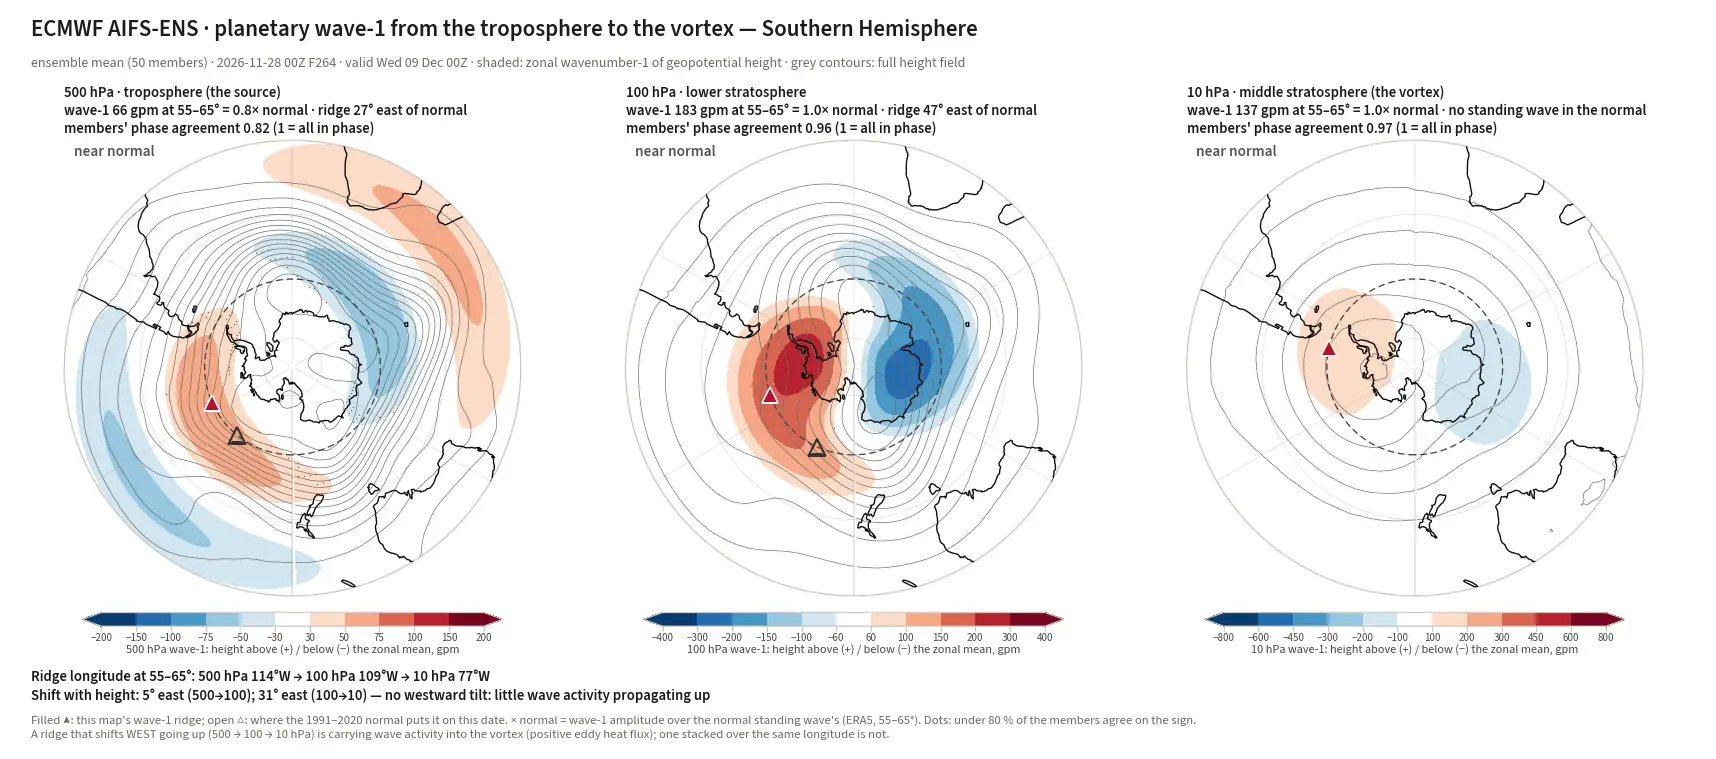 ECMWF AIFS-ENS · planetary wave-1 from the troposphere to the vortex — Southern Hemisphere
ensemble mean (50 members) · 2026-11-28 00Z F264 · valid Wed 09 Dec 00Z · shaded: zonal wavenumber-1 of geopotential height · grey contours: full height field
500 hPa · troposphere (the source)
wave-1 66 gpm at 55–65° = 0.8× normal · ridge 27° east of normal
members' phase agreement 0.82 (1 = all in phase)
near normal
100 hPa · lower stratosphere
wave-1 183 gpm at 55–65° = 1.0× normal · ridge 47° east of normal
members' phase agreement 0.96 (1 = all in phase)
near normal
10 hPa · middle stratosphere (the vortex)
wave-1 137 gpm at 55–65° = 1.0× normal · no standing wave in the normal
members' phase agreement 0.97 (1 = all in phase)
near normal
−200 −150 −100 −75 −50 −30 30 50 75 100 150 200
500 hPa wave-1: height above (+) / below (−) the zonal mean, gpm
−400 −300 −200 −150 −100 −60 60 100 150 200 300 400
100 hPa wave-1: height above (+) / below (−) the zonal mean, gpm
−800 −600 −450 −300 −200 −100 100 200 300 450 600 800
10 hPa wave-1: height above (+) / below (−) the zonal mean, gpm
Ridge longitude at 55–65°: 500 hPa 114°W → 100 hPa 109°W → 10 hPa 77°W
Shift with height: 5° east (500→100); 31° east (100→10) — no westward tilt: little wave activity propagating up
Filled ▲: this map's wave-1 ridge; open △: where the 1991–2020 normal puts it on this date. × normal = wave-1 amplitude over the normal standing wave's (ERA5, 55–65°). Dots: under 80 % of the members agree on the sign.
A ridge that shifts WEST going up (500 → 100 → 10 hPa) is carrying wave activity into the vortex (positive eddy heat flux); one stacked over the same longitude is not.